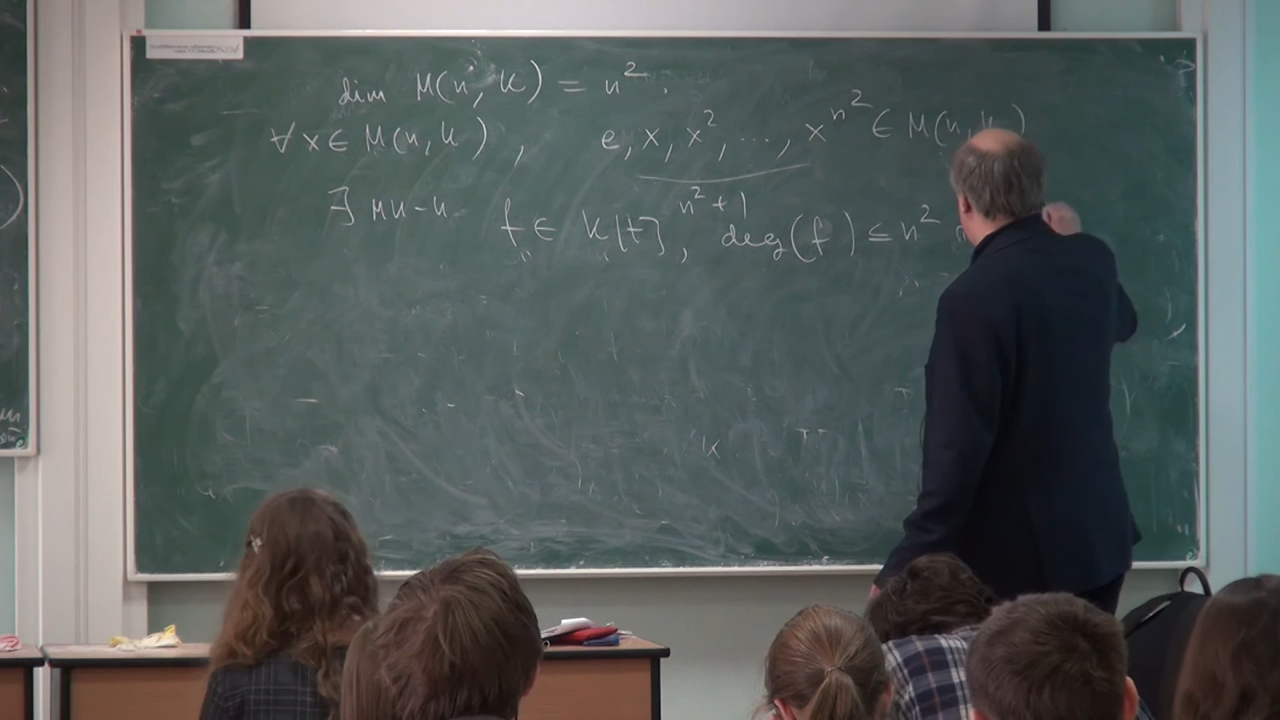 dim M(n, K) = n².
∀ x ∈ M(n, K), e, x, x², ..., x^{n²} ∈ M(n, K)
n² + 1
∃ мн-н f ∈ K[t], deg(f) ≤ n²